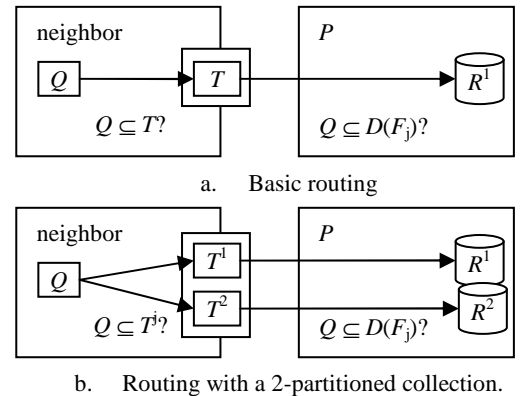 neighbor
P
Q
T
R¹
Q ⊆ T?
Q ⊆ D(Fⱼ)?
a. Basic routing
neighbor
P
Q
T¹
R¹
T²
R²
Q ⊆ Tʲ?
Q ⊆ D(Fⱼ)?
b. Routing with a 2-partitioned collection.